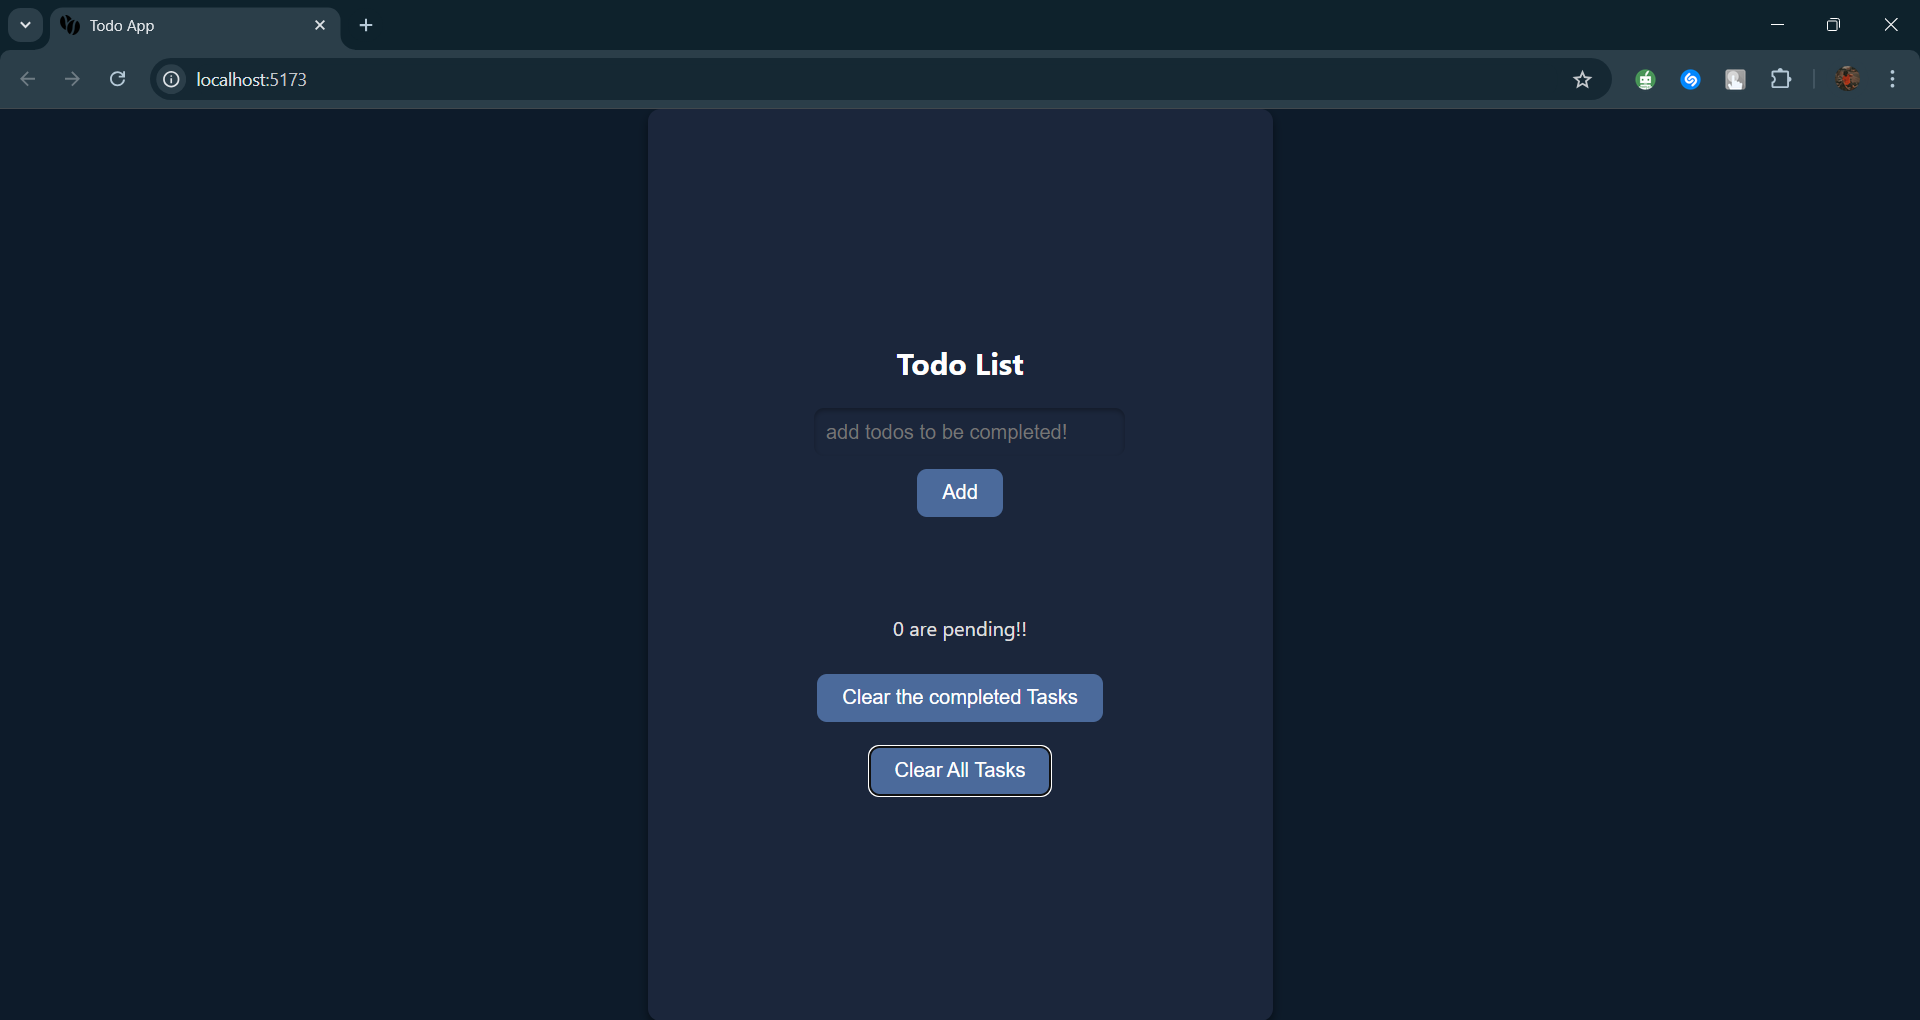 Todo App
localhost:5173
Todo List
add todos to be completed!
Add
0 are pending!!
Clear the completed Tasks
Clear All Tasks